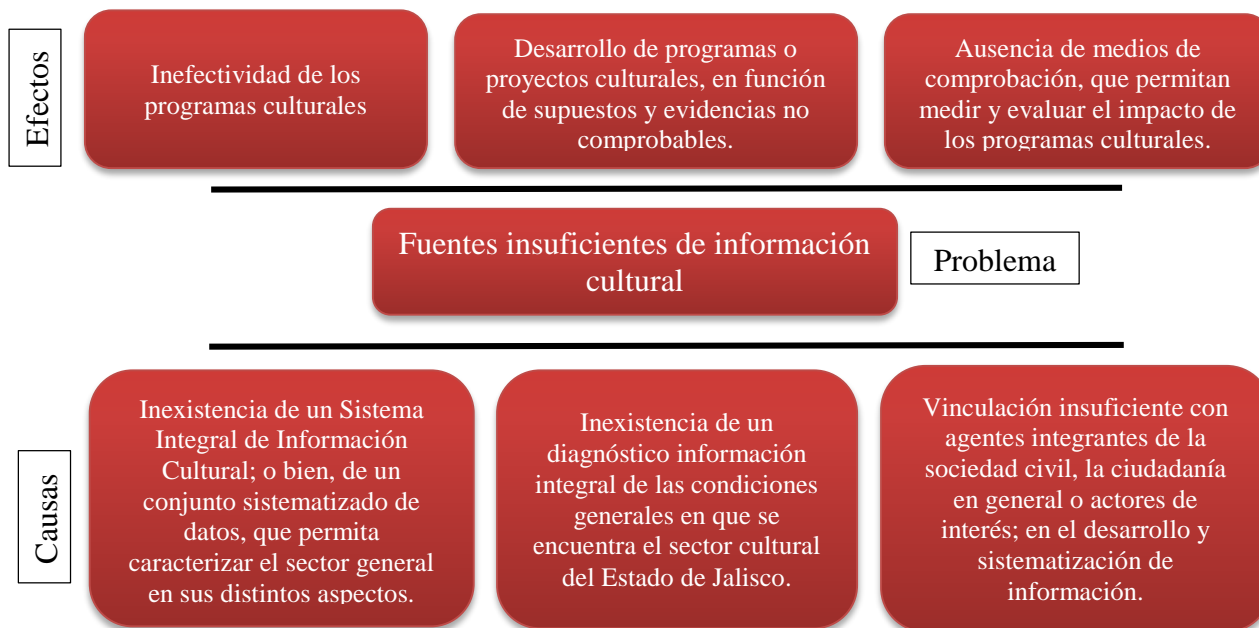 Efectos
Inefectividad de los
programas culturales
Desarrollo de programas o
proyectos culturales, en función
de supuestos y evidencias no
comprobables.
Ausencia de medios de
comprobación, que permitan
medir y evaluar el impacto de
los programas culturales.
Fuentes insuficientes de información
cultural
Problema
Causas
Inexistencia de un Sistema
Integral de Información
Cultural; o bien, de un
conjunto sistematizado de
datos, que permita
caracterizar el sector general
en sus distintos aspectos.
Inexistencia de un
diagnóstico información
integral de las condiciones
generales en que se
encuentra el sector cultural
del Estado de Jalisco.
Vinculación insuficiente con
agentes integrantes de la
sociedad civil, la ciudadanía
en general o actores de
interés; en el desarrollo y
sistematización de
información.